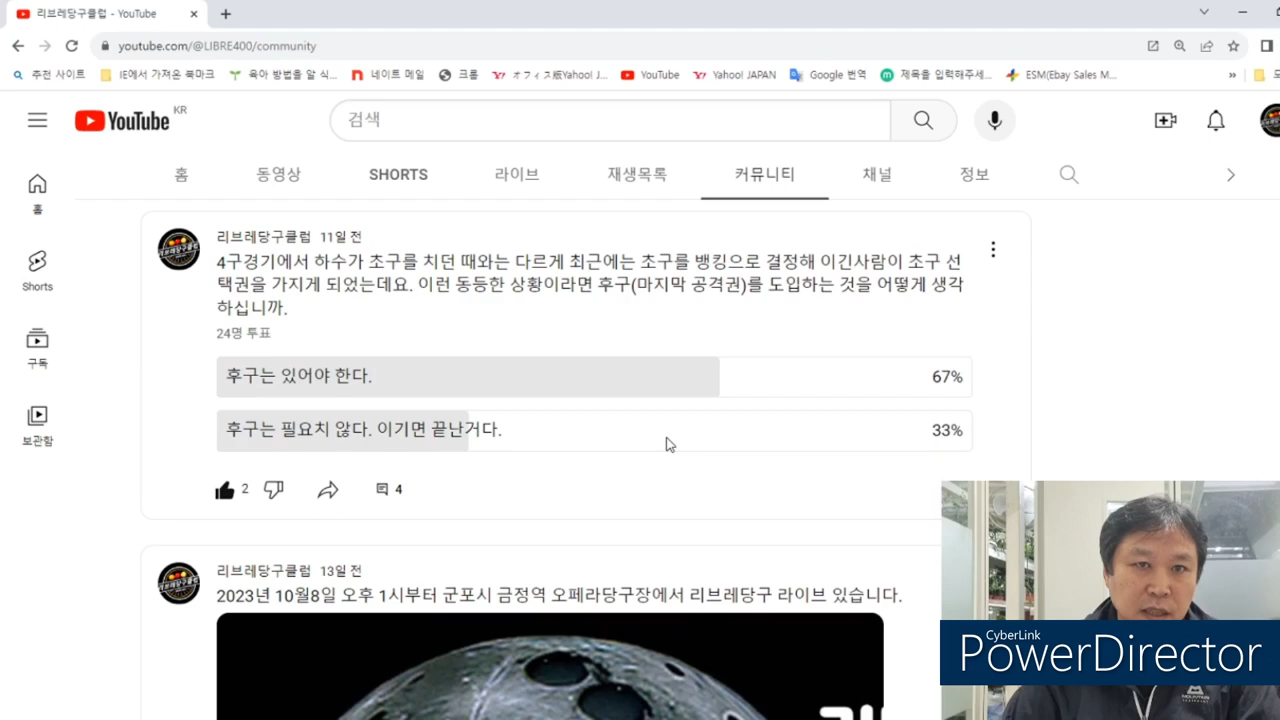 리브레당구클럽 - YouTube
youtube.com/@LIBRE400/community
추전 사이트 IE에서 가져온 북마크 육아 방법을 알 식... 네이트 메일 크롬 オフィス版Yahoo! J... YouTube Yahoo! JAPAN Google 번역 제목을 입력해주세... ESM(Ebay Sales M... »
YouTube KR
검색
홈 동영상 SHORTS 라이브 재생목록 커뮤니티 채널 정보
홈
Shorts
구독
보관함
리브레당구클럽 11일 전
4구경기에서 하수가 초구를 치던 때와는 다르게 최근에는 초구를 뱅킹으로 결정해 이긴사람이 초구 선
택권을 가지게 되었는데요. 이런 동등한 상황이라면 후구(마지막 공격권)를 도입하는 것을 어떻게 생각
하십니까.
24명 투표
후구는 있어야 한다. 67%
후구는 필요치 않다. 이기면 끝난거다. 33%
2 4
리브레당구클럽 13일 전
2023년 10월8일 오후 1시부터 군포시 금정역 오페라당구장에서 리브레당구 라이브 있습니다.
CyberLink
PowerDirector